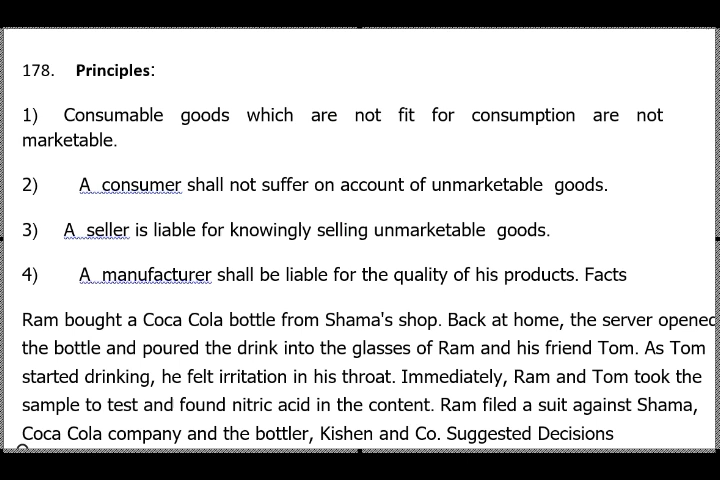 178. Principles:
1) Consumable goods which are not fit for consumption are not
marketable.
2) A consumer shall not suffer on account of unmarketable goods.
3) A seller is liable for knowingly selling unmarketable goods.
4) A manufacturer shall be liable for the quality of his products. Facts
Ram bought a Coca Cola bottle from Shama's shop. Back at home, the server opened
the bottle and poured the drink into the glasses of Ram and his friend Tom. As Tom
started drinking, he felt irritation in his throat. Immediately, Ram and Tom took the
sample to test and found nitric acid in the content. Ram filed a suit against Shama,
Coca Cola company and the bottler, Kishen and Co. Suggested Decisions